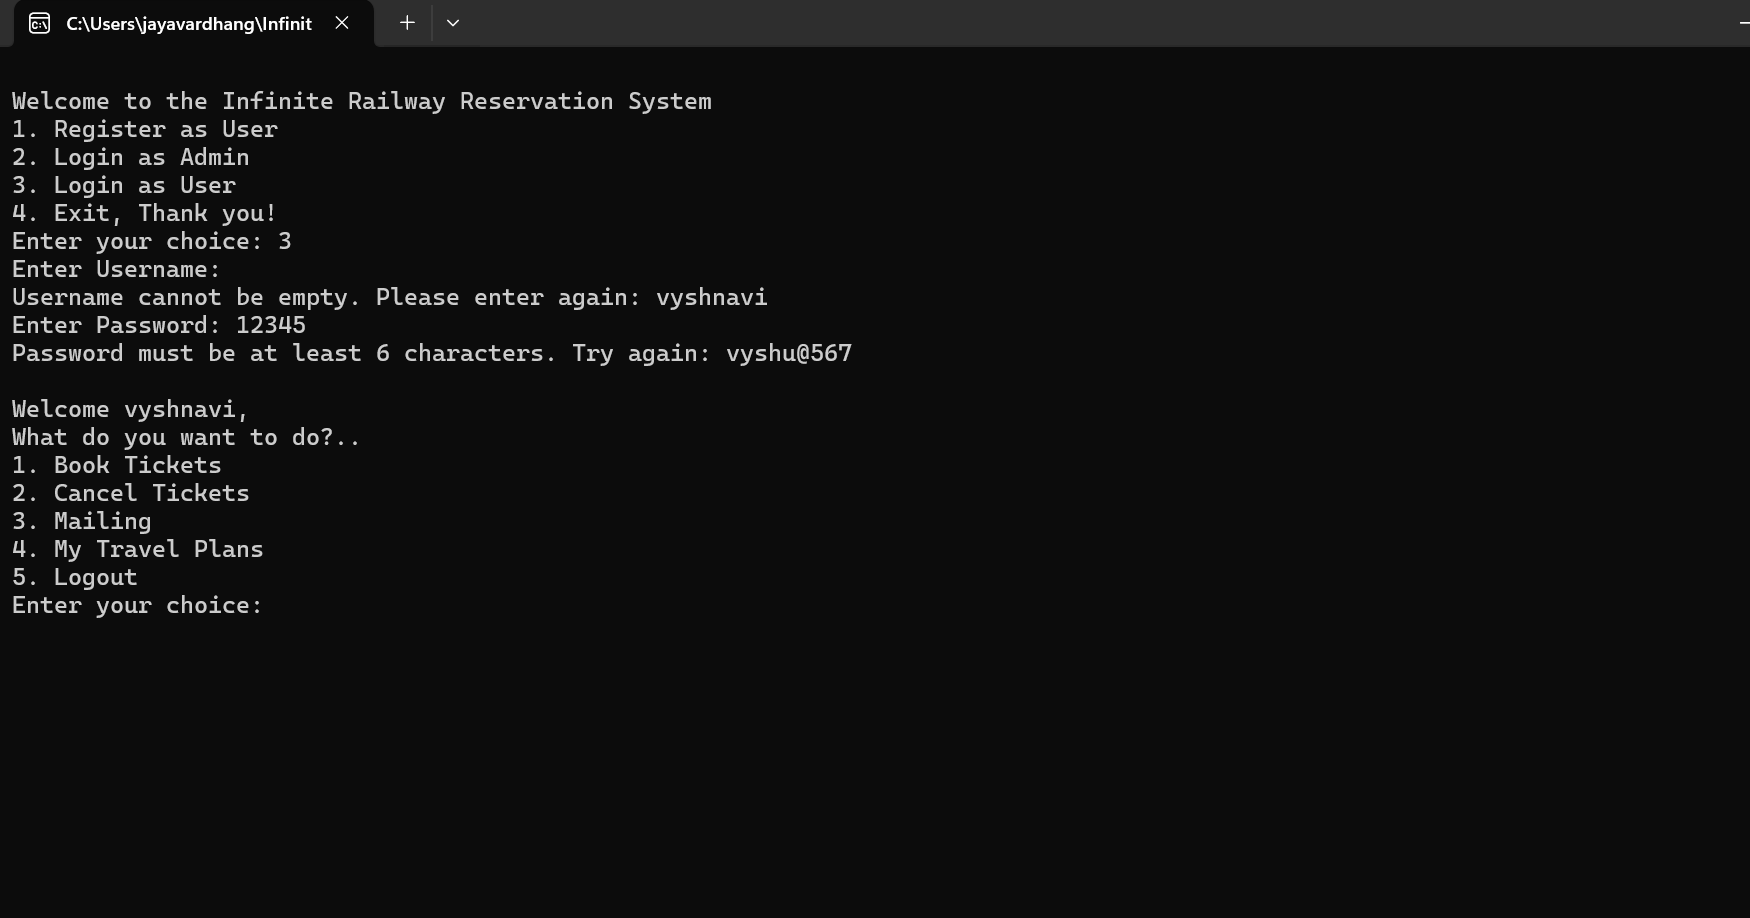 C:\Users\jayavardhang\Infinit
Welcome to the Infinite Railway Reservation System
1. Register as User
2. Login as Admin
3. Login as User
4. Exit, Thank you!
Enter your choice: 3
Enter Username:
Username cannot be empty. Please enter again: vyshnavi
Enter Password: 12345
Password must be at least 6 characters. Try again: vyshu@567
Welcome vyshnavi,
What do you want to do?..
1. Book Tickets
2. Cancel Tickets
3. Mailing
4. My Travel Plans
5. Logout
Enter your choice: